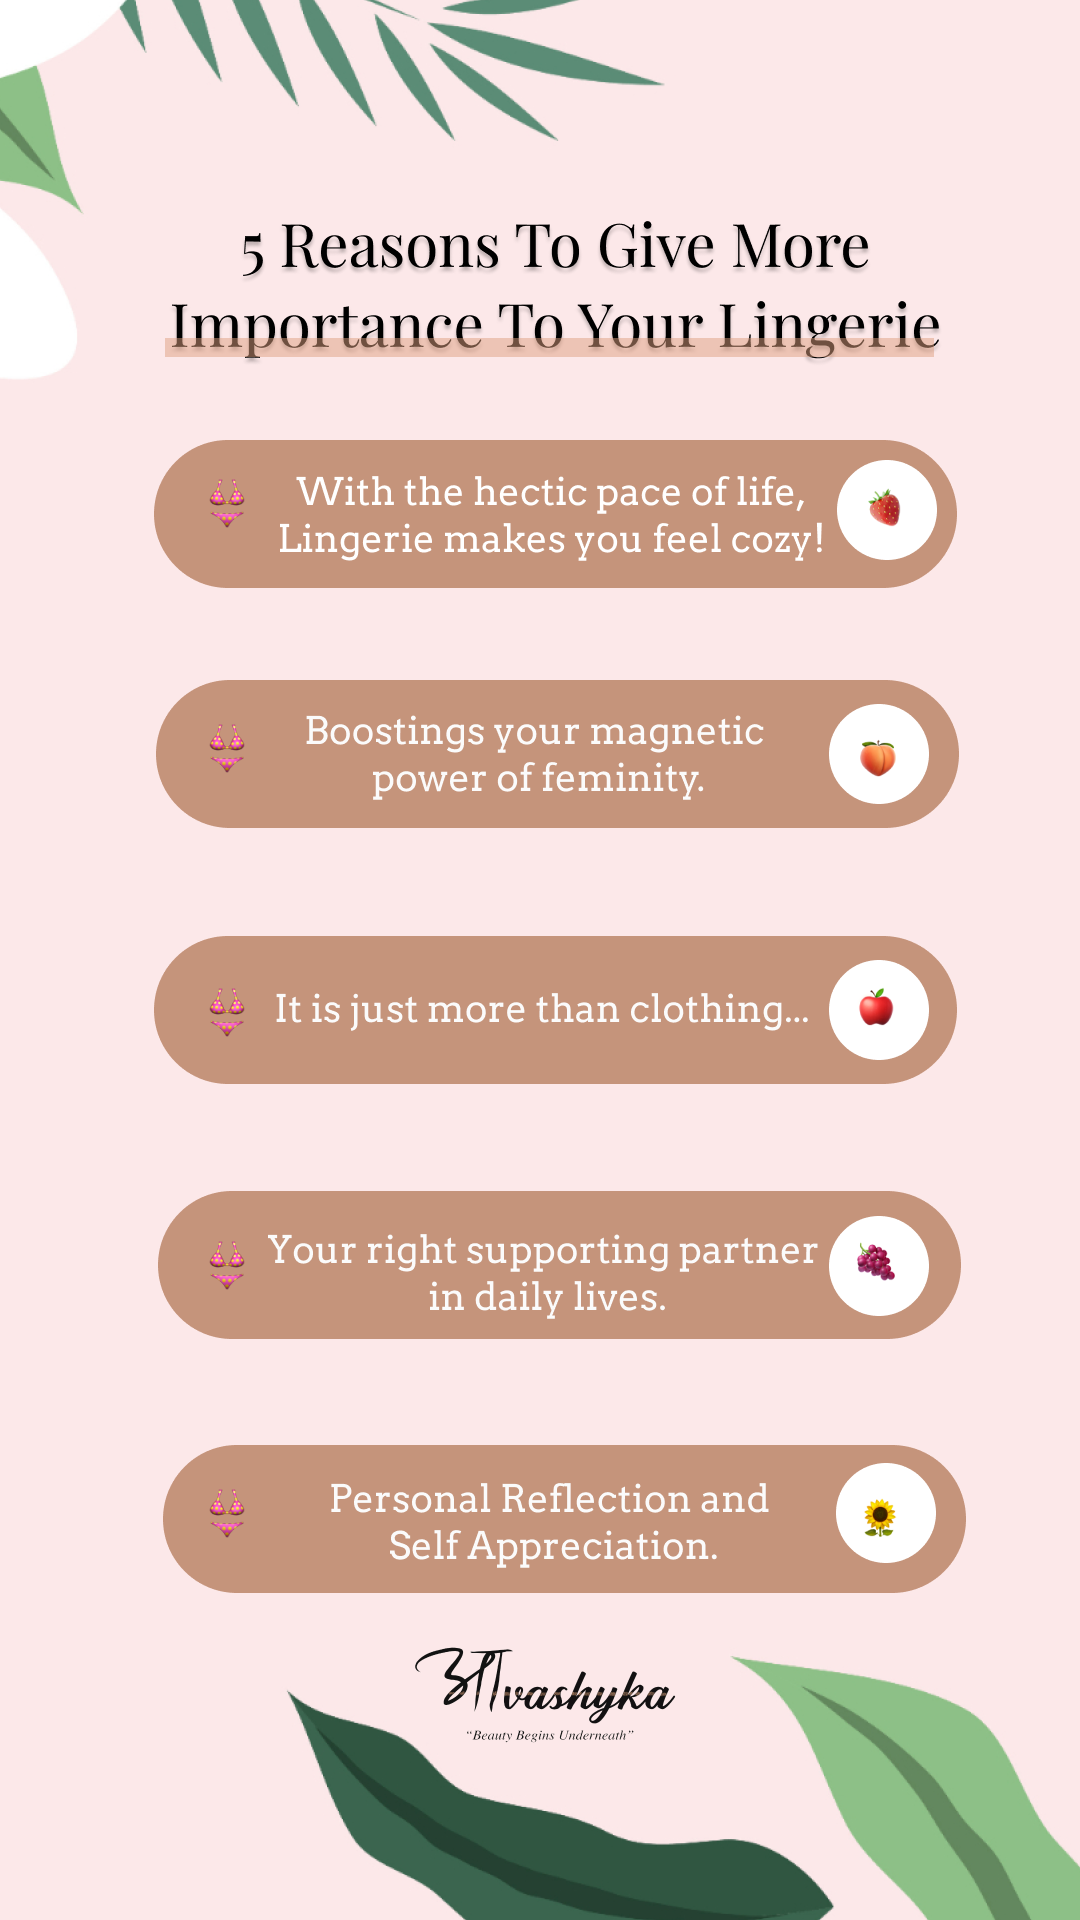 5 Reasons To Give More
Importance To Your Lingerie
With the hectic pace of life,
Lingerie makes you feel cozy!
Boostings your magnetic
power of feminity.
It is just more than clothing...
Your right supporting partner
in daily lives.
Personal Reflection and
Self Appreciation.
आvashyka
“Beauty Begins Underneath”